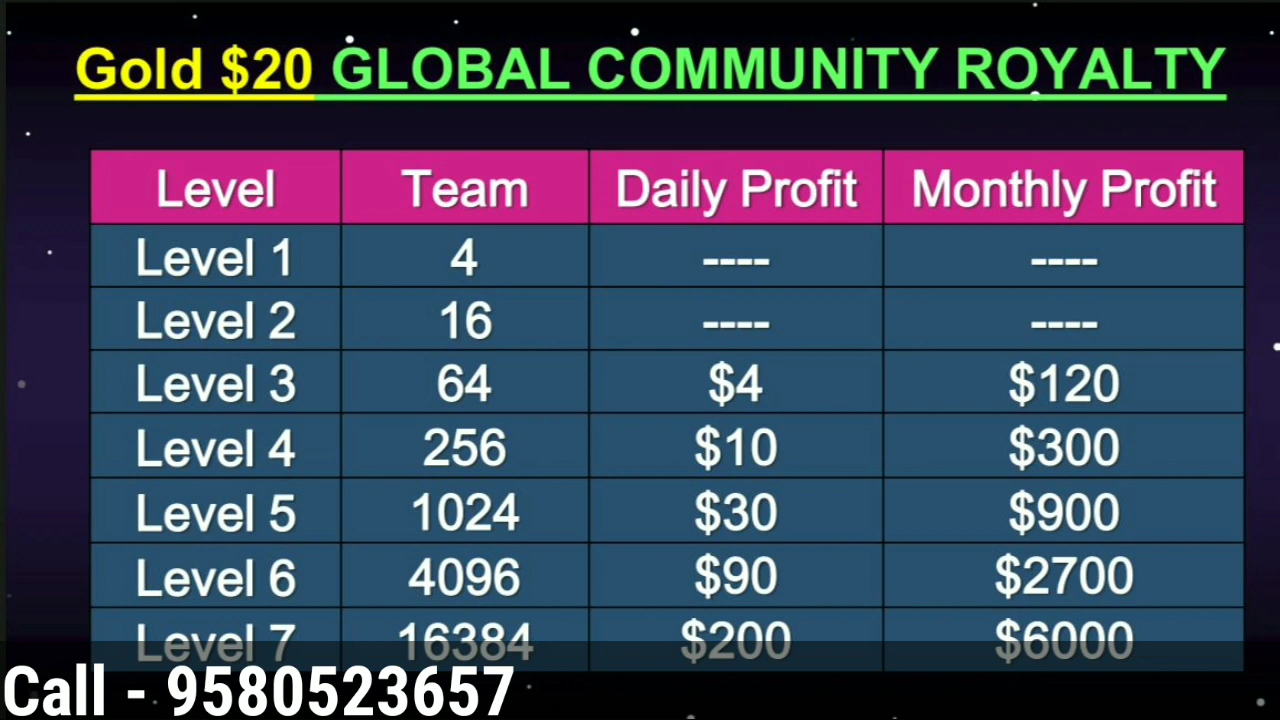 Gold $20 GLOBAL COMMUNITY ROYALTY
Level Team Daily Profit Monthly Profit
Level 1 4 ---- ----
Level 2 16 ---- ----
Level 3 64 $4 $120
Level 4 256 $10 $300
Level 5 1024 $30 $900
Level 6 4096 $90 $2700
Level 7 16384 $200 $6000
Call - 9580523657